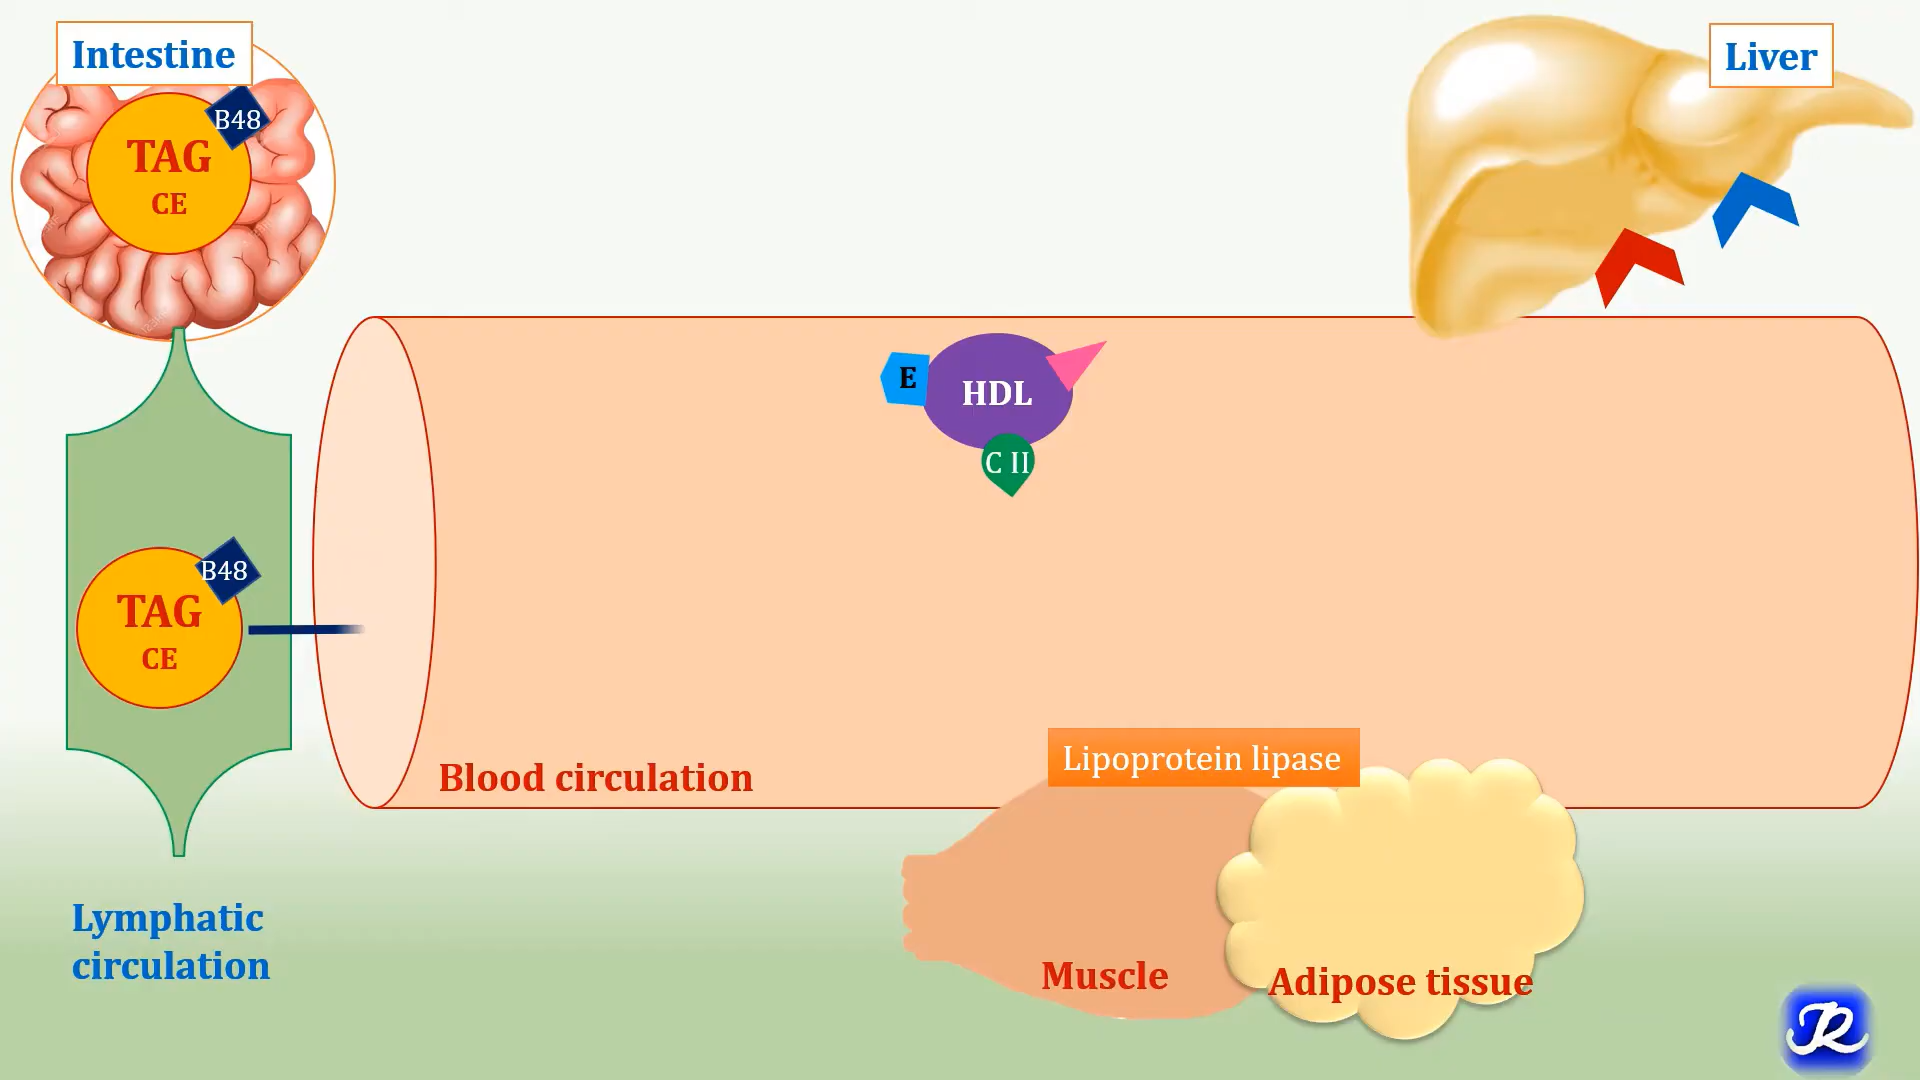 Intestine
Liver
B48
TAG
CE
E
HDL
C II
B48
TAG
CE
Lipoprotein lipase
Blood circulation
Lymphatic
circulation
Muscle
Adipose tissue
JR